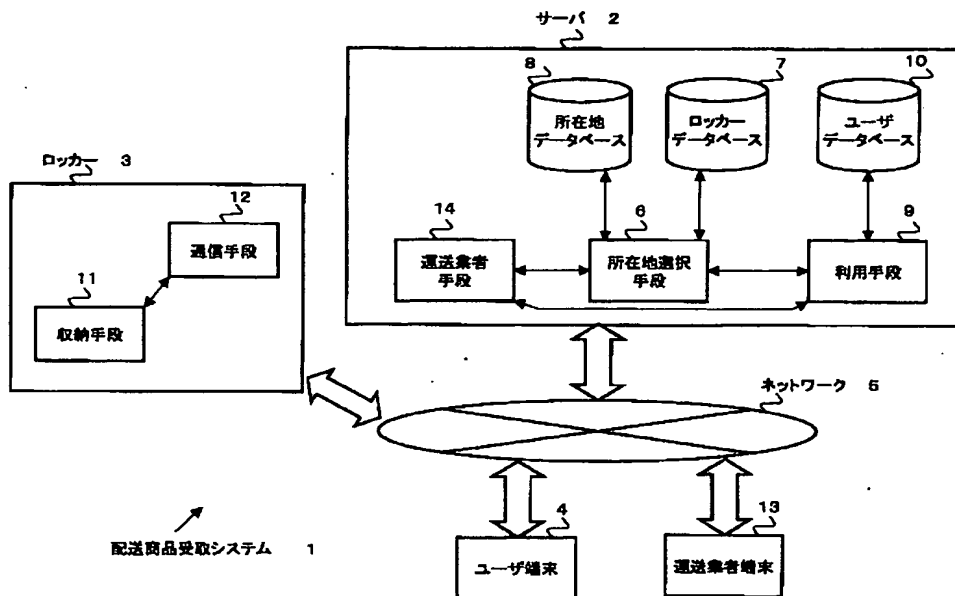 サーバ 2
8
7
10
所在地
データベース
ロッカー
データベース
ユーザ
データベース
ロッカー 3
12
通信手段
11
収納手段
14
運送業者
手段
6
所在地選択
手段
9
利用手段
ネットワーク 5
4
ユーザ端末
13
運送業者端末
配送商品受取システム 1